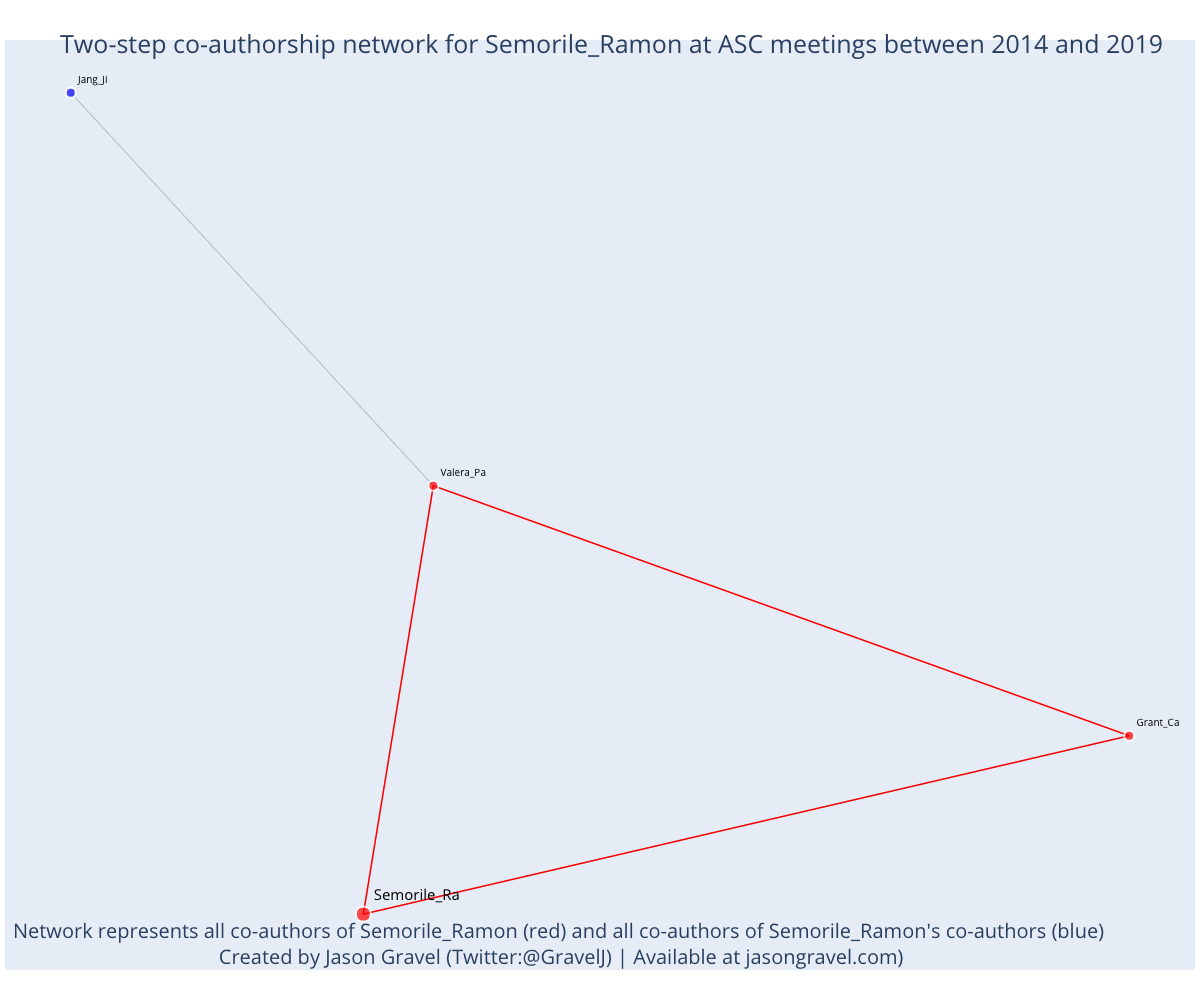 Two-step co-authorship network for Semorile_Ramon at ASC meetings between 2014 and 2019
Jang_Ji
Valera_Pa
Grant_Ca
Semorile_Ra
Network represents all co-authors of Semorile_Ramon (red) and all co-authors of Semorile_Ramon's co-authors (blue)
Created by Jason Gravel (Twitter:@GravelJ) | Available at jasongravel.com)